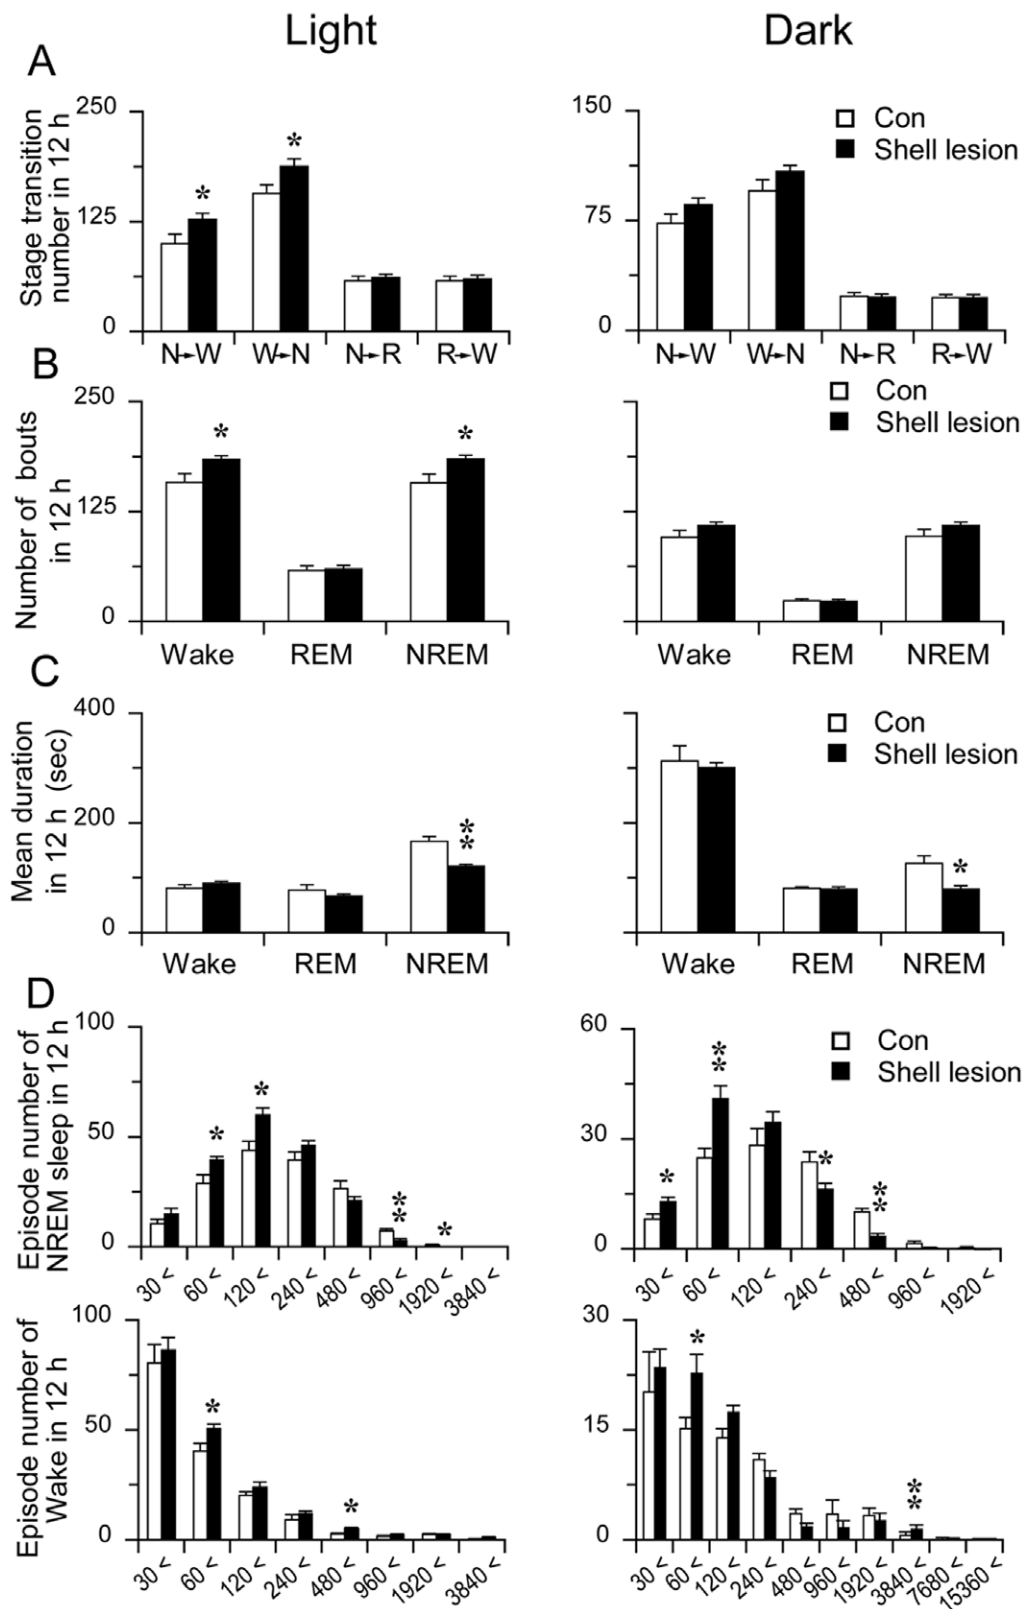 Light
Dark
A
Stage transition
number in 12 h
250
125
0
N→W
W→N
N→R
R→W
*
*
150
75
0
N→W
W→N
N→R
R→W
Con
Shell lesion
B
Number of bouts
in 12 h
250
125
0
Wake
REM
NREM
*
*
Wake
REM
NREM
Con
Shell lesion
C
Mean duration
in 12 h (sec)
400
200
0
Wake
REM
NREM
**
Wake
REM
NREM
*
Con
Shell lesion
D
Episode number of
NREM sleep in 12 h
100
50
0
30 <
60 <
120 <
240 <
480 <
960 <
1920 <
3840 <
*
*
**
*
60
30
0
30 <
60 <
120 <
240 <
480 <
960 <
1920 <
*
**
*
**
Con
Shell lesion
Episode number of
Wake in 12 h
100
50
0
30 <
60 <
120 <
240 <
480 <
960 <
1920 <
3840 <
*
*
30
15
0
30 <
60 <
120 <
240 <
480 <
960 <
1920 <
3840 <
7680 <
15360 <
*
**